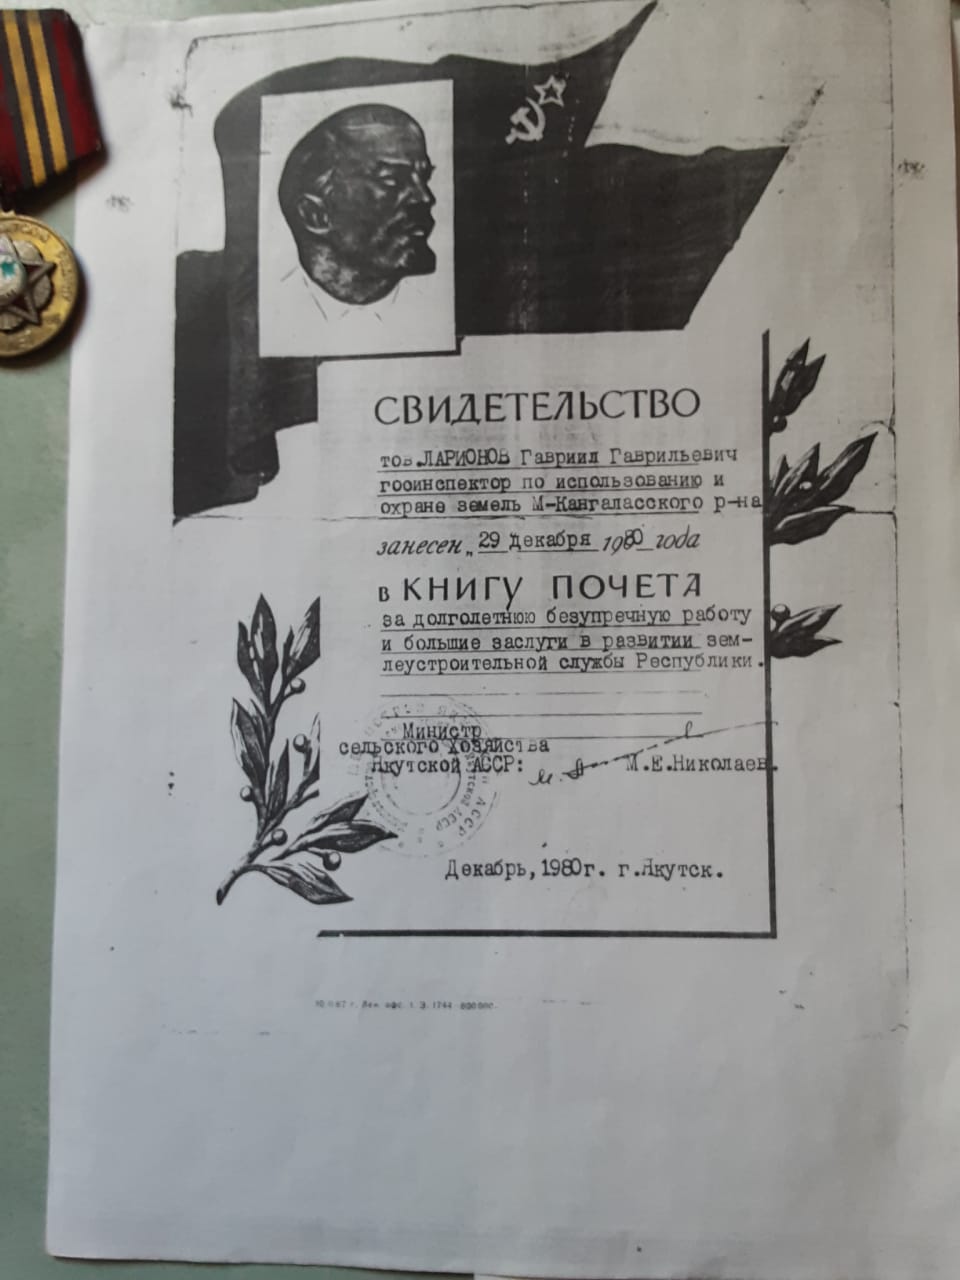 СВИДЕТЕЛЬСТВО
тов ЛАРИОНОВ Гавриил Гаврильевич
госинспектор по использованию и
охране земель М-Кангаласского р-на
занесен „ 29 декабря 1980 года
в КНИГУ ПОЧЕТА
за долголетнюю безупречную работу
и большие заслуги в развитии зем-
леустроительной службы Республики.
Министр
сельского хозяйства
Якутской АССР:
М.Е.Николаев.
Декабрь, 1980г. г.Якутск.